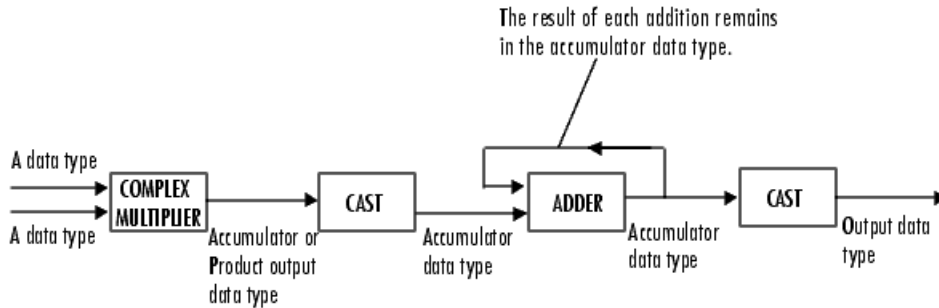 The result of each addition remains
in the accumulator data type.
A data type
A data type
COMPLEX
MULTIPLIER
Accumulator or
Product output
data type
CAST
Accumulator
data type
ADDER
Accumulator
data type
CAST
Output data
type